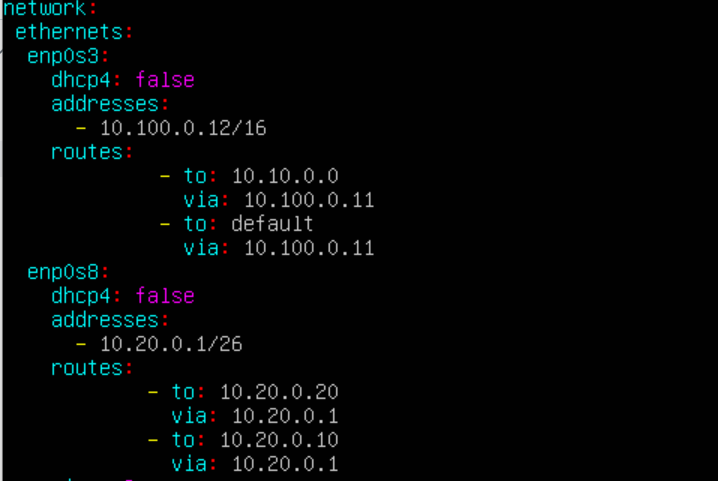 network:
ethernets:
enp0s3:
dhcp4: false
addresses:
- 10.100.0.12/16
routes:
- to: 10.10.0.0
via: 10.100.0.11
- to: default
via: 10.100.0.11
enp0s8:
dhcp4: false
addresses:
- 10.20.0.1/26
routes:
- to: 10.20.0.20
via: 10.20.0.1
- to: 10.20.0.10
via: 10.20.0.1